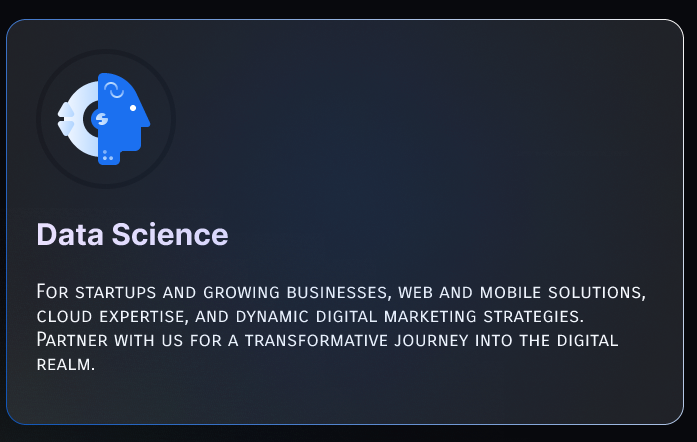 Data Science
For startups and growing businesses, web and mobile solutions,
cloud expertise, and dynamic digital marketing strategies.
Partner with us for a transformative journey into the digital
realm.